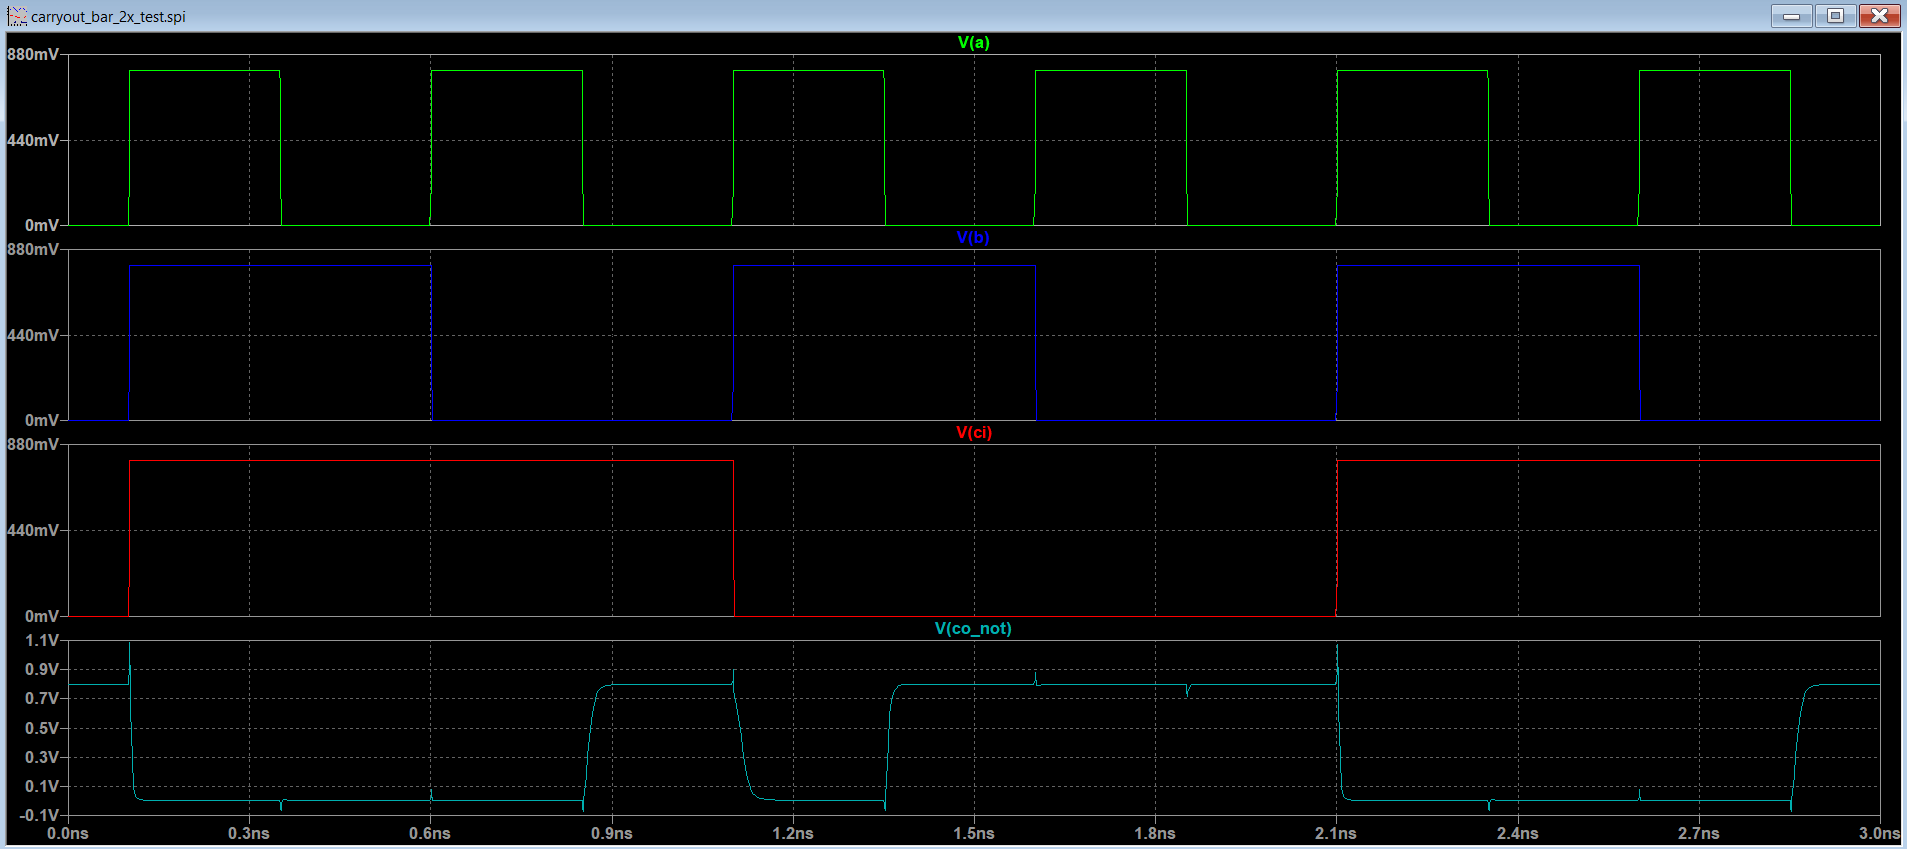 carryout_bar_2x_test.spi
V(a)
880mV
440mV
0mV
V(b)
880mV
440mV
0mV
V(ci)
880mV
440mV
0mV
V(co_not)
1.1V
0.9V
0.7V
0.5V
0.3V
0.1V
-0.1V
0.0ns 0.3ns 0.6ns 0.9ns 1.2ns 1.5ns 1.8ns 2.1ns 2.4ns 2.7ns 3.0ns